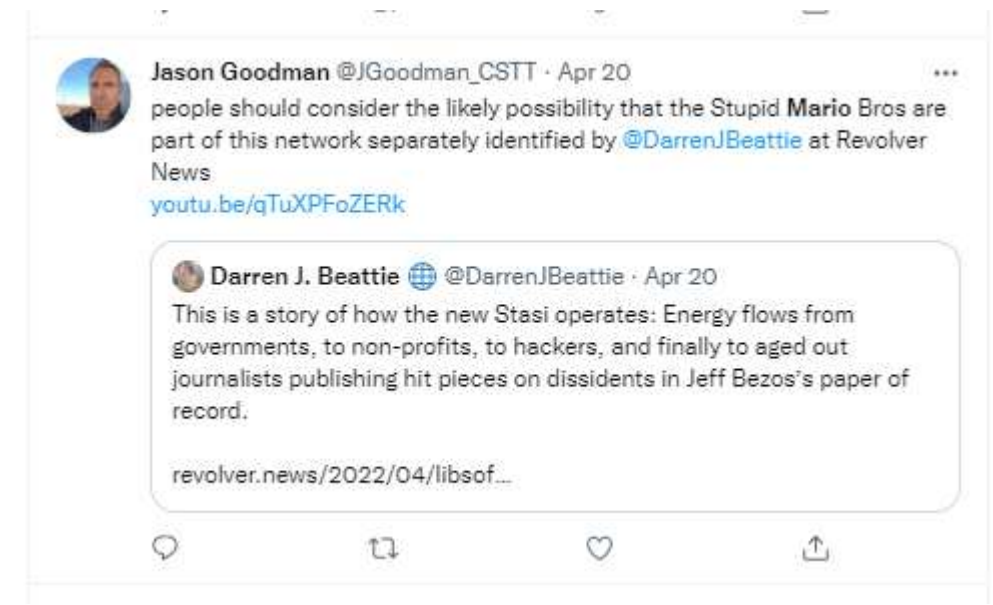 Jason Goodman @JGoodman_CSTT · Apr 20
people should consider the likely possibility that the Stupid Mario Bros are
part of this network separately identified by @DarrenJBeattie at Revolver
News
youtu.be/qTuXPFoZERk
Darren J. Beattie @DarrenJBeattie · Apr 20
This is a story of how the new Stasi operates: Energy flows from
governments, to non-profits, to hackers, and finally to aged out
journalists publishing hit pieces on dissidents in Jeff Bezos's paper of
record.
revolver.news/2022/04/libsof...